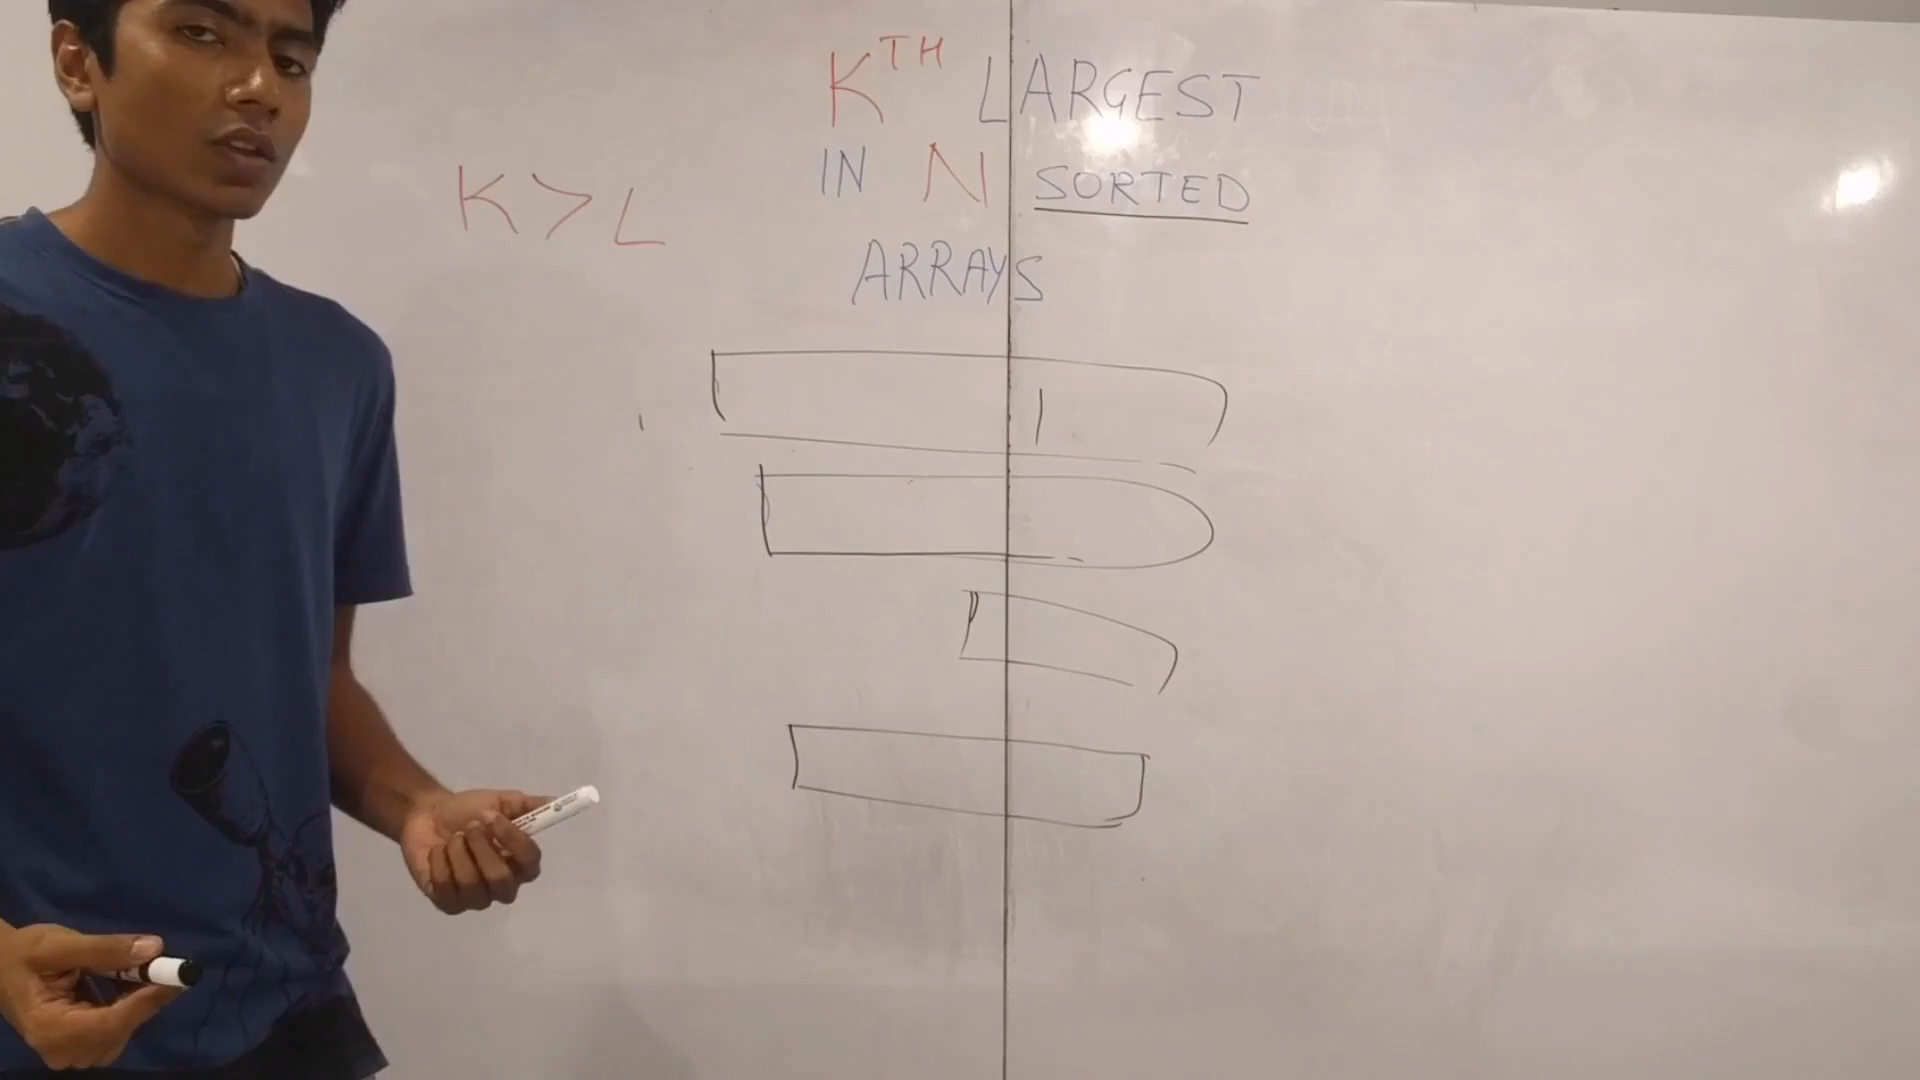 KTH LARGEST
IN N SORTED
K > L
ARRAYS